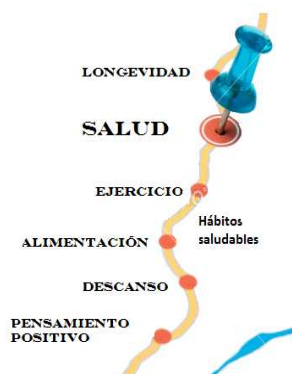 LONGEVIDAD
SALUD
EJERCICIO
Hábitos
saludables
ALIMENTACIÓN
DESCANSO
PENSAMIENTO
POSITIVO